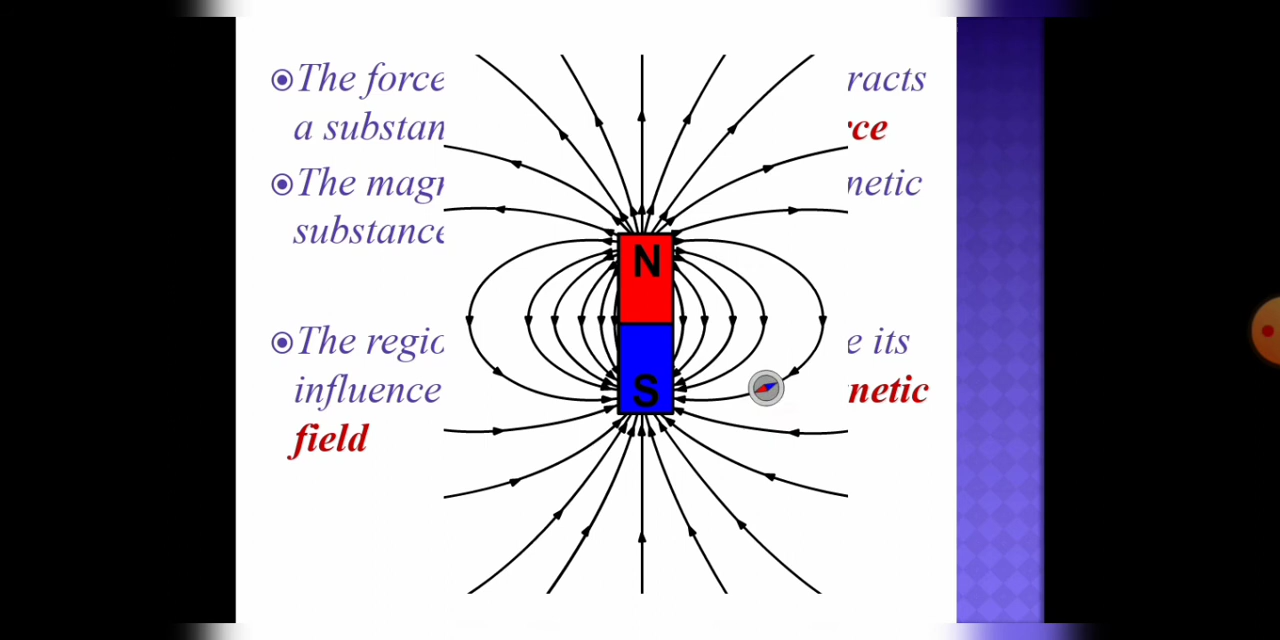 The force racts
a substan rce
The magn netic
substance
N
The regio e its
S
influence netic
field